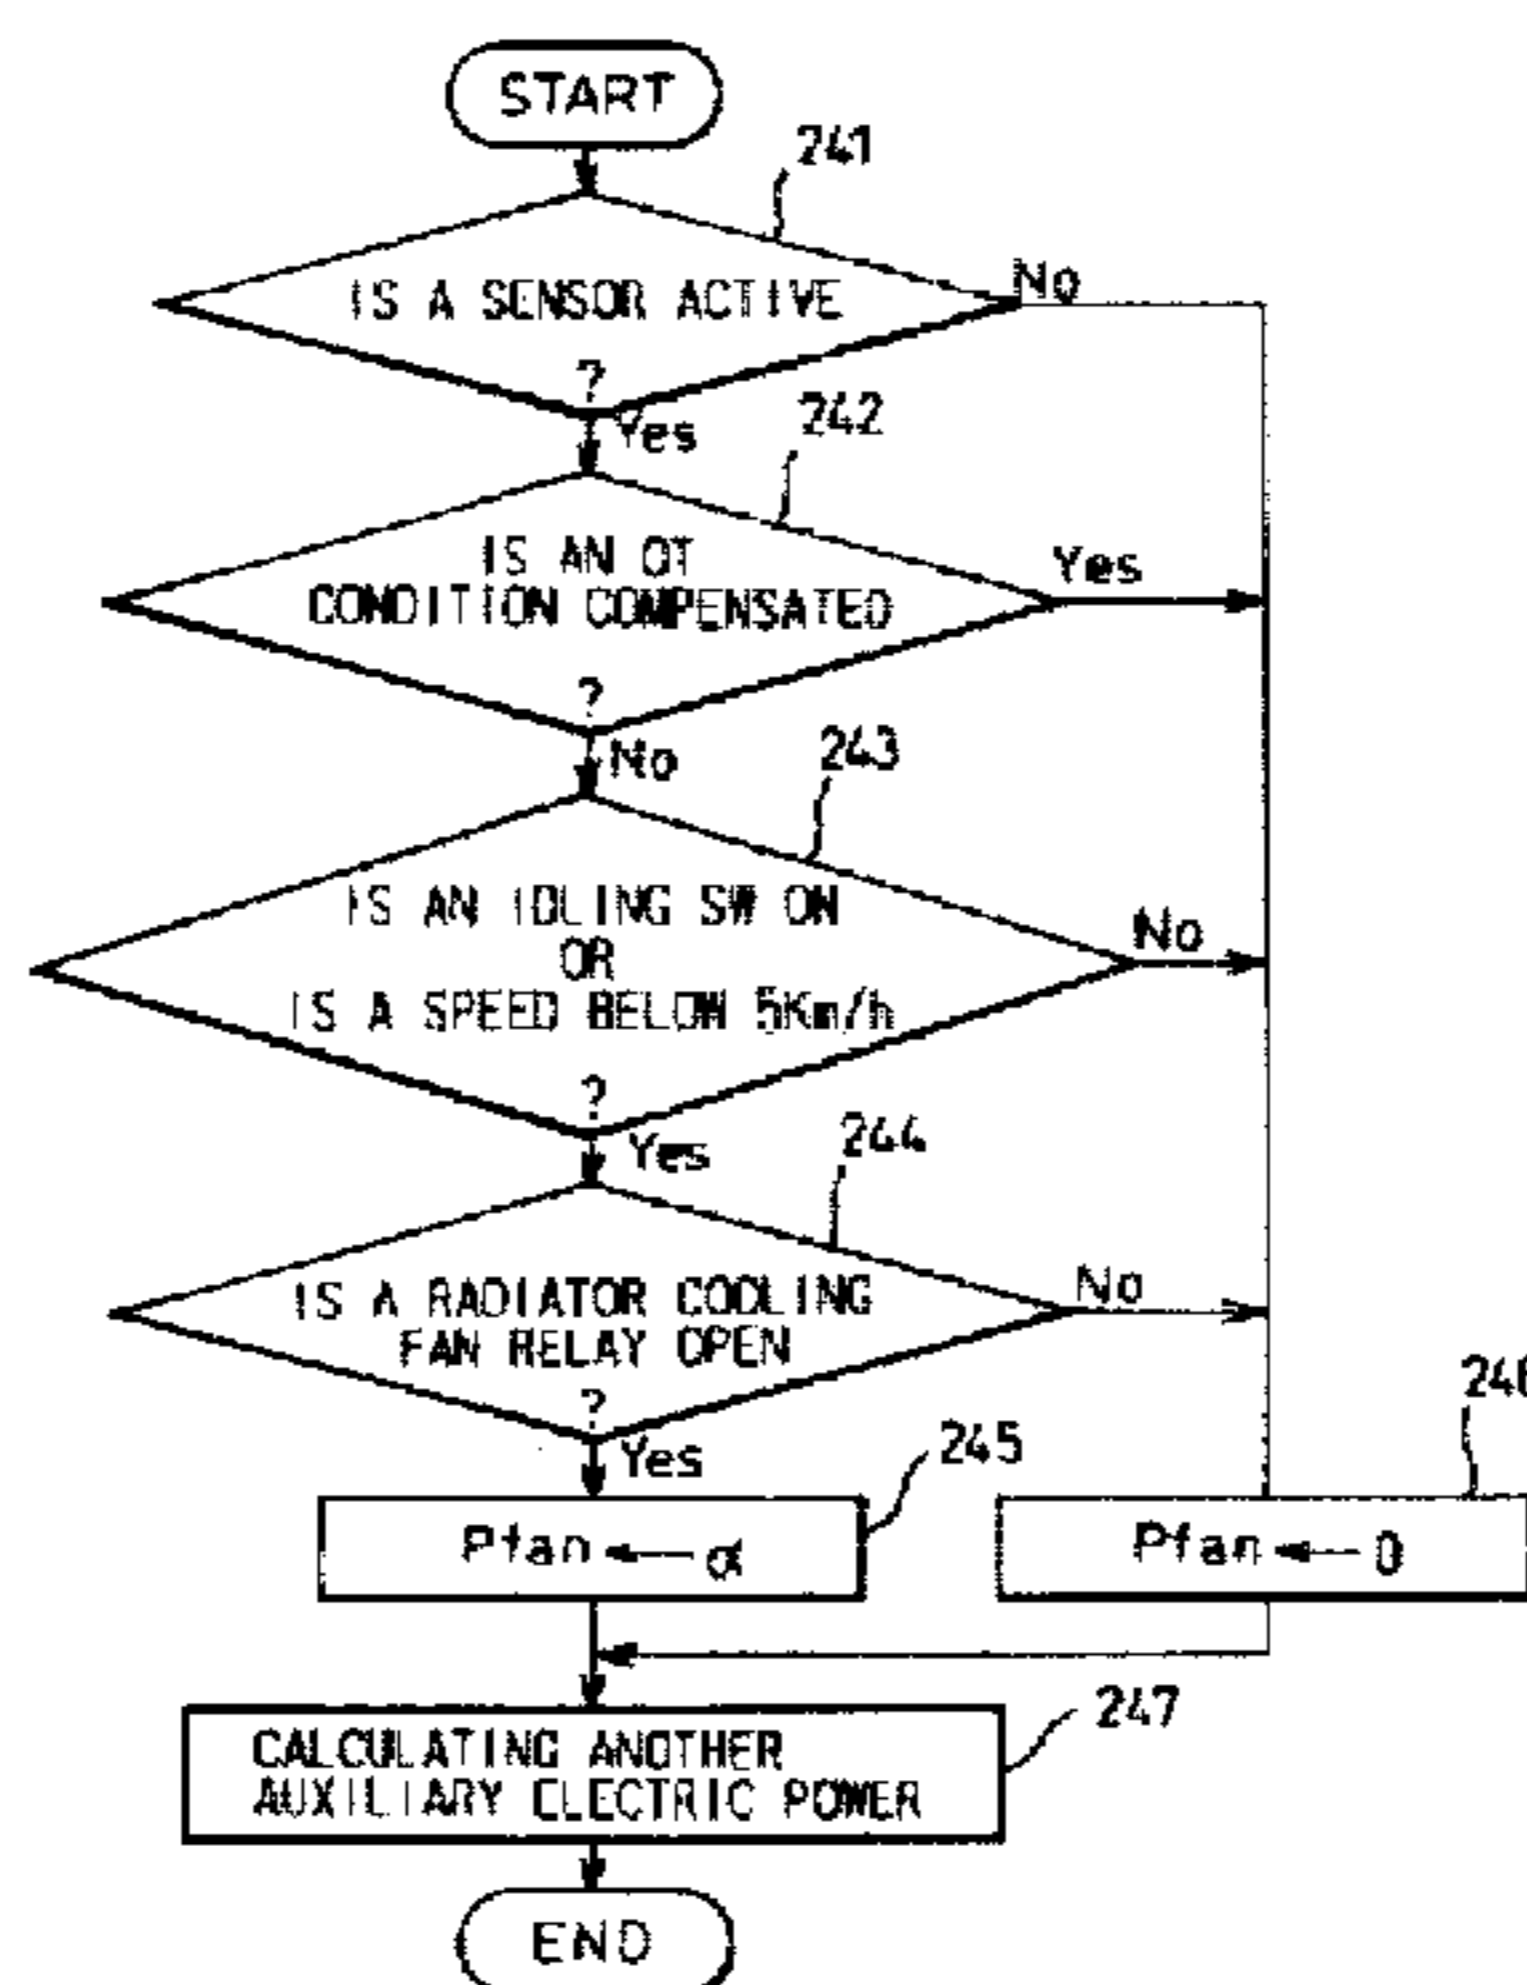 START
241
IS A SENSOR ACTIVE
?
No
Yes
242
IS AN OT
CONDITION COMPENSATED
?
Yes
No
243
IS AN IDLING SW ON
OR
IS A SPEED BELOW 5Km/h
?
No
Yes
244
IS A RADIATOR COOLING
FAN RELAY OPEN
?
No
Yes
245
Pfan ← α
246
Pfan ← 0
247
CALCULATING ANOTHER
AUXILIARY ELECTRIC POWER
END